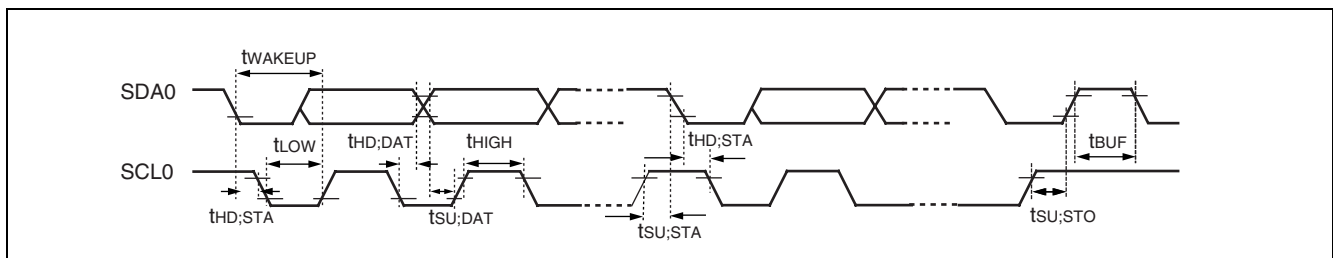 tWAKEUP
SDA0
tLOW
tHD;DAT
tHIGH
tHD;STA
tBUF
SCL0
tHD;STA
tSU;DAT
tSU;STA
tSU;STO